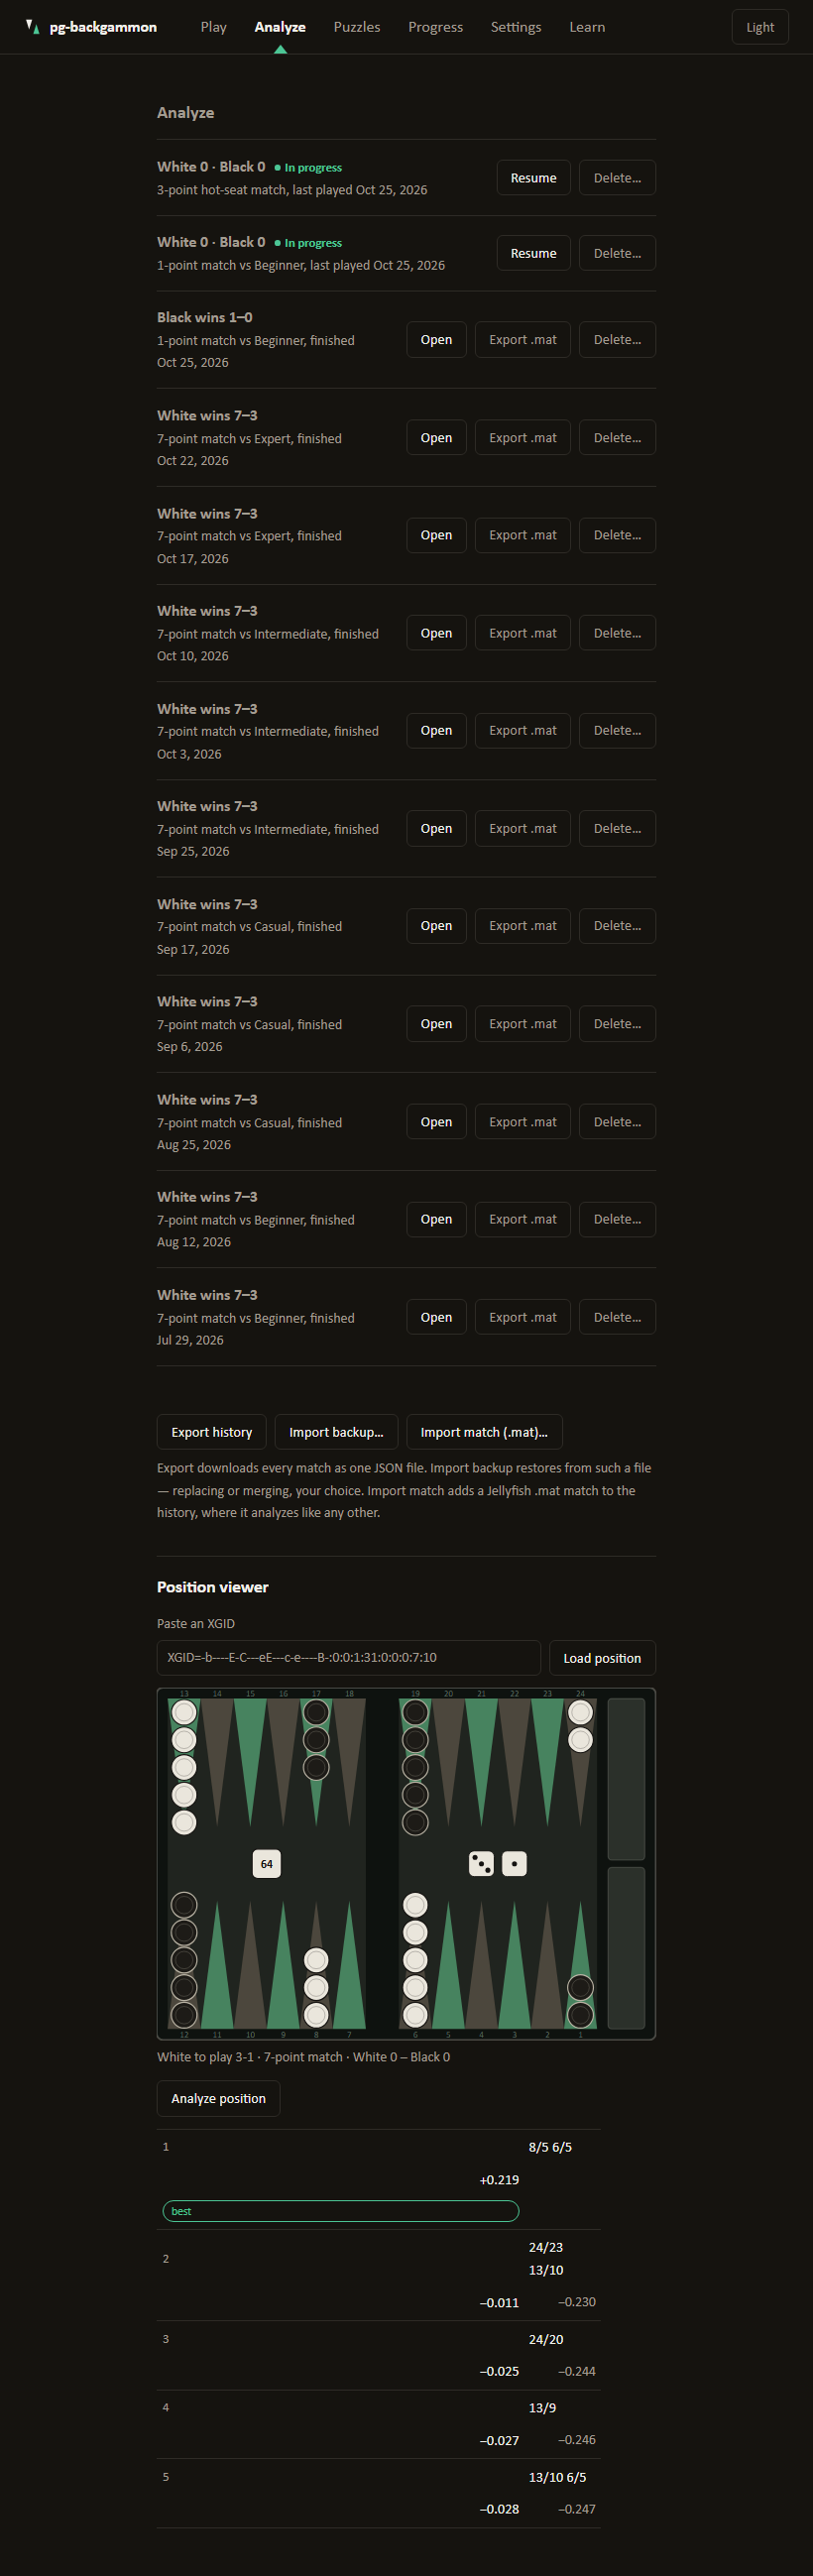 pg-backgammon Play Analyze Puzzles Progress Settings Learn Light
Analyze
White 0 · Black 0 In progress
3-point hot-seat match, last played Oct 25, 2026
Resume Delete...
White 0 · Black 0 In progress
1-point match vs Beginner, last played Oct 25, 2026
Resume Delete...
Black wins 1–0
1-point match vs Beginner, finished
Oct 25, 2026
Open Export .mat Delete...
White wins 7–3
7-point match vs Expert, finished
Oct 22, 2026
Open Export .mat Delete...
White wins 7–3
7-point match vs Expert, finished
Oct 17, 2026
Open Export .mat Delete...
White wins 7–3
7-point match vs Intermediate, finished
Oct 10, 2026
Open Export .mat Delete...
White wins 7–3
7-point match vs Intermediate, finished
Oct 3, 2026
Open Export .mat Delete...
White wins 7–3
7-point match vs Intermediate, finished
Sep 25, 2026
Open Export .mat Delete...
White wins 7–3
7-point match vs Casual, finished
Sep 17, 2026
Open Export .mat Delete...
White wins 7–3
7-point match vs Casual, finished
Sep 6, 2026
Open Export .mat Delete...
White wins 7–3
7-point match vs Casual, finished
Aug 25, 2026
Open Export .mat Delete...
White wins 7–3
7-point match vs Beginner, finished
Aug 12, 2026
Open Export .mat Delete...
White wins 7–3
7-point match vs Beginner, finished
Jul 29, 2026
Open Export .mat Delete...
Export history Import backup... Import match (.mat)...
Export downloads every match as one JSON file. Import backup restores from such a file
— replacing or merging, your choice. Import match adds a Jellyfish .mat match to the
history, where it analyzes like any other.
Position viewer
Paste an XGID
XGID=-b----E-C---eE---c-e----B-:0:0:1:31:0:0:0:7:10
Load position
13 14 15 16 17 18 19 20 21 22 23 24
64
12 11 10 9 8 7 6 5 4 3 2 1
White to play 3-1 · 7-point match · White 0 – Black 0
Analyze position
1 8/5 6/5
+0.219
best
2 24/23
13/10
−0.011 −0.230
3 24/20
−0.025 −0.244
4 13/9
−0.027 −0.246
5 13/10 6/5
−0.028 −0.247